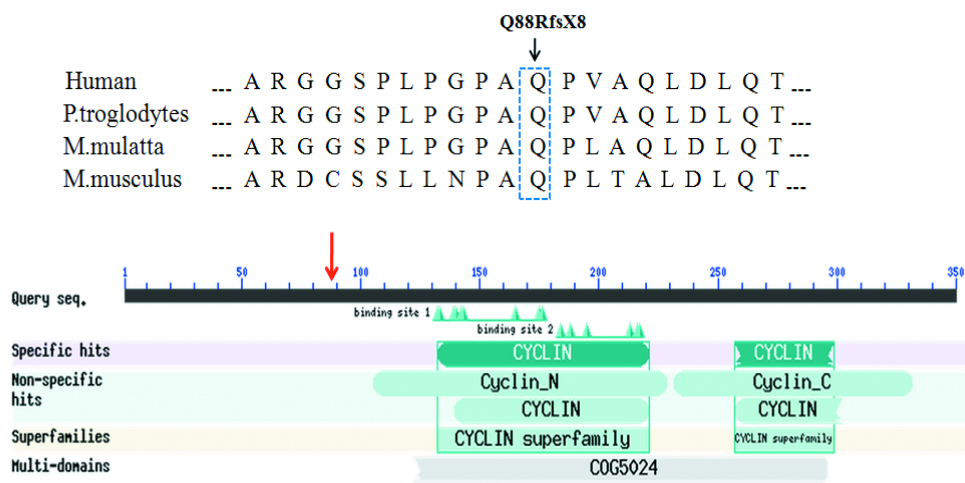 Q88RfsX8
Human --- A R G G S P L P G P A Q P V A Q L D L Q T ---
P.troglodytes --- A R G G S P L P G P A Q P V A Q L D L Q T ---
M.mulatta --- A R G G S P L P G P A Q P L A Q L D L Q T ---
M.musculus --- A R D C S S L L N P A Q P L T A L D L Q T ---
1 50 100 150 200 250 300 350
Query seq.
binding site 1
binding site 2
Specific hits CYCLIN CYCLIN
Non-specific hits Cyclin_N Cyclin_C
CYCLIN CYCLIN
Superfamilies CYCLIN superfamily CYCLIN superfamily
Multi-domains COG5024